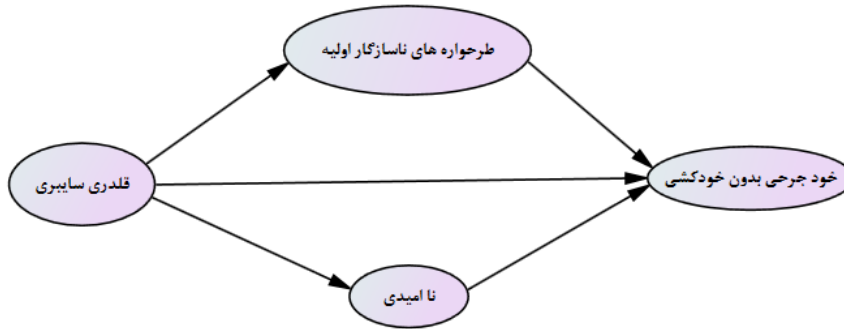 طرحواره های ناسازگار اولیه
قلدری سایبری
خود جرحی بدون خودکشی
نا امیدی